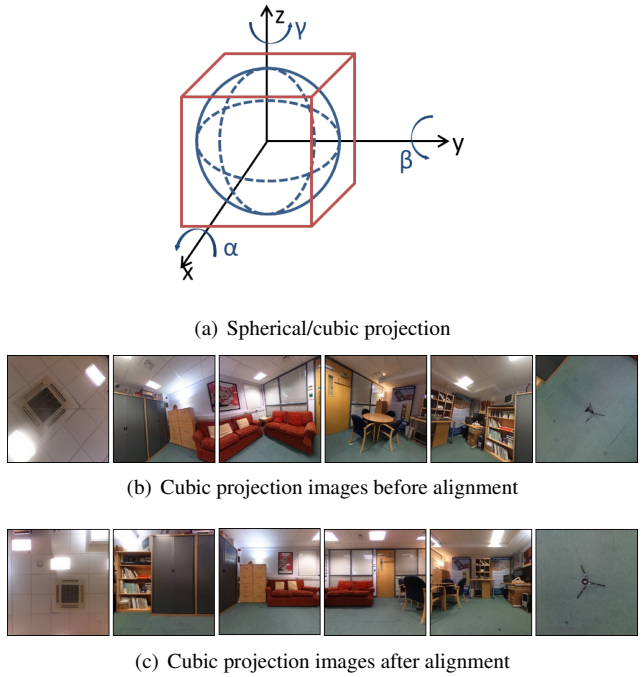 z
γ
y
β
α
x
(a) Spherical/cubic projection
(b) Cubic projection images before alignment
(c) Cubic projection images after alignment